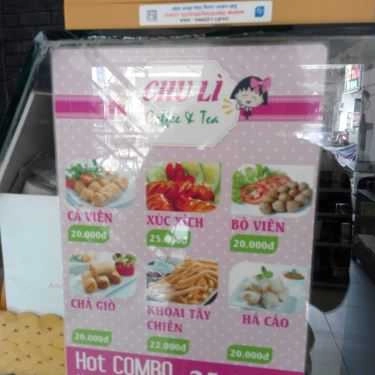 CHU LÌ
Coffee & Tea
CÁ VIÊN
20.000đ
XÚC XÍCH
BÒ VIÊN
20.000đ
CHẢ GIÒ
20.000đ
KHOAI TÂY
CHIÊN
22.000đ
HÁ CẢO
20.000đ
Hot COMBO